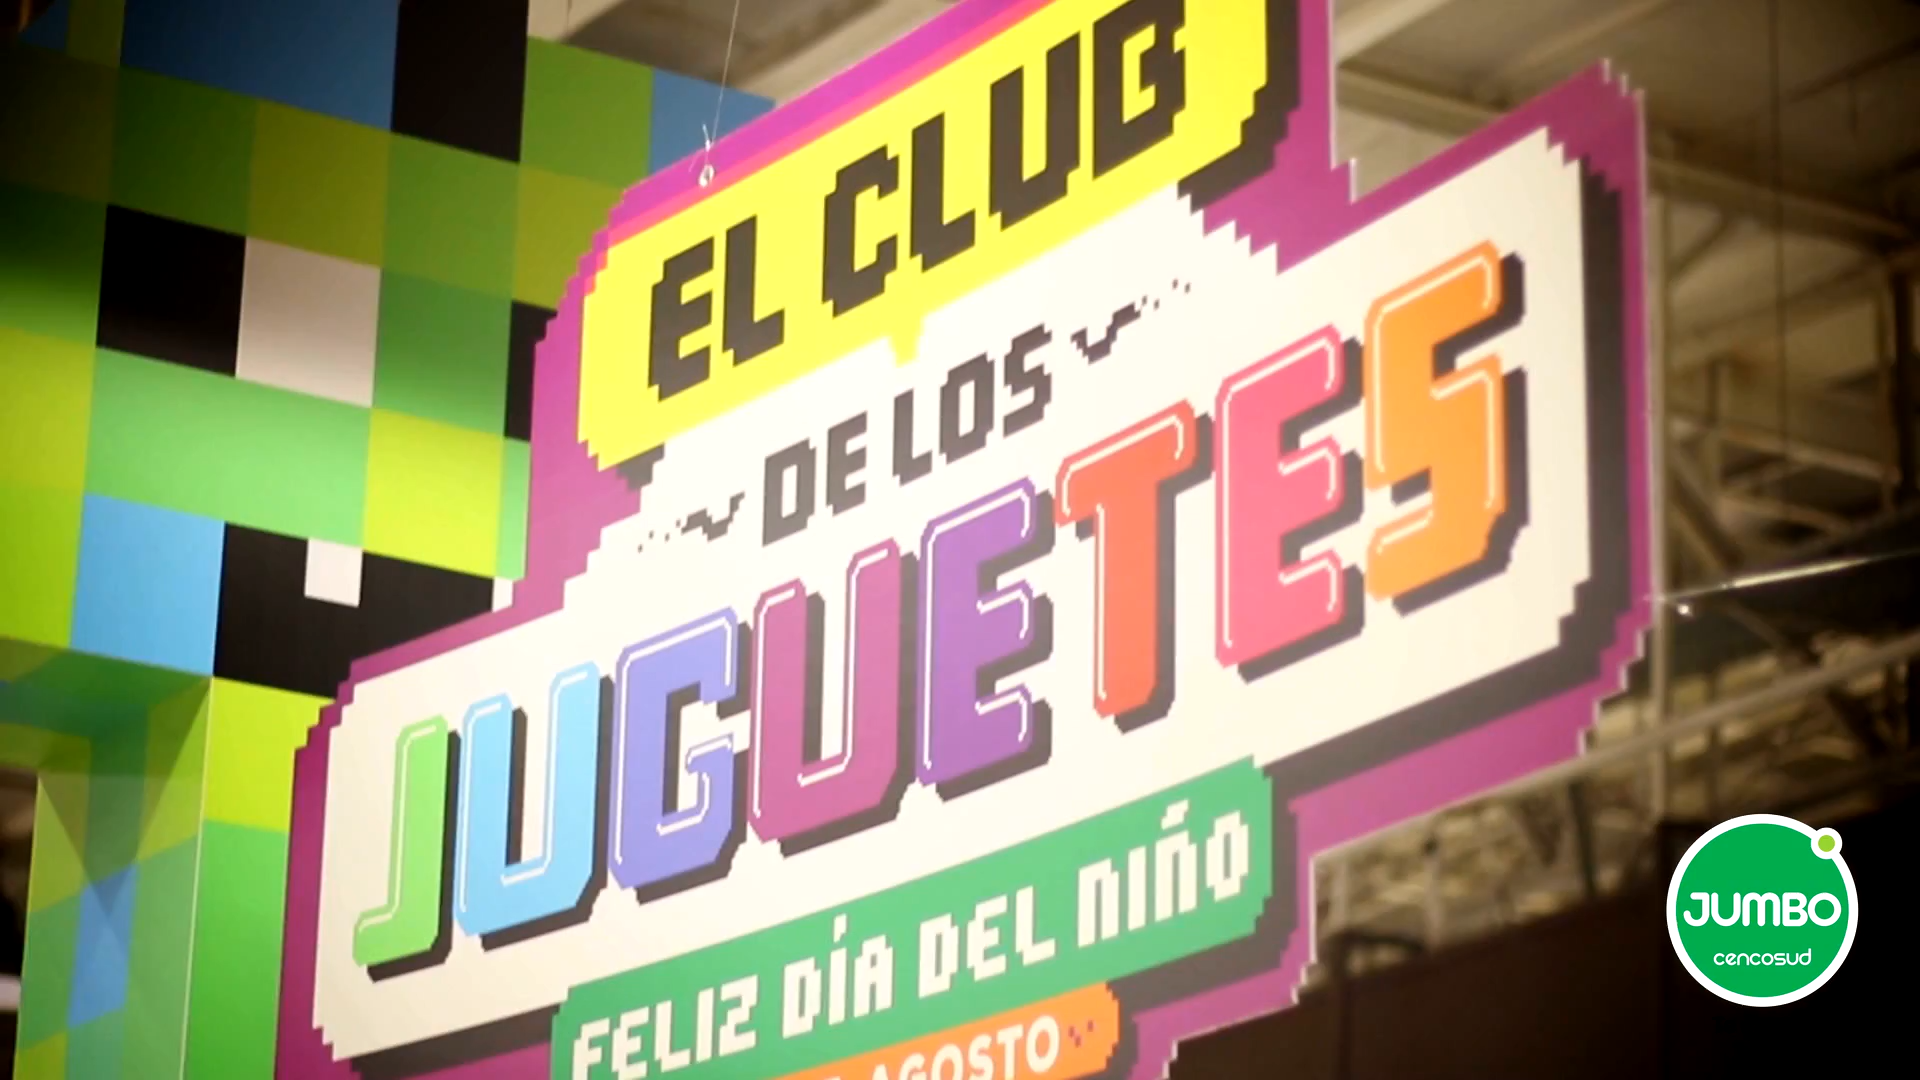 EL CLUB
DE LOS
JUGUETES
FELIZ DÍA DEL NIÑO
AGOSTO
JUMBO
cencosud